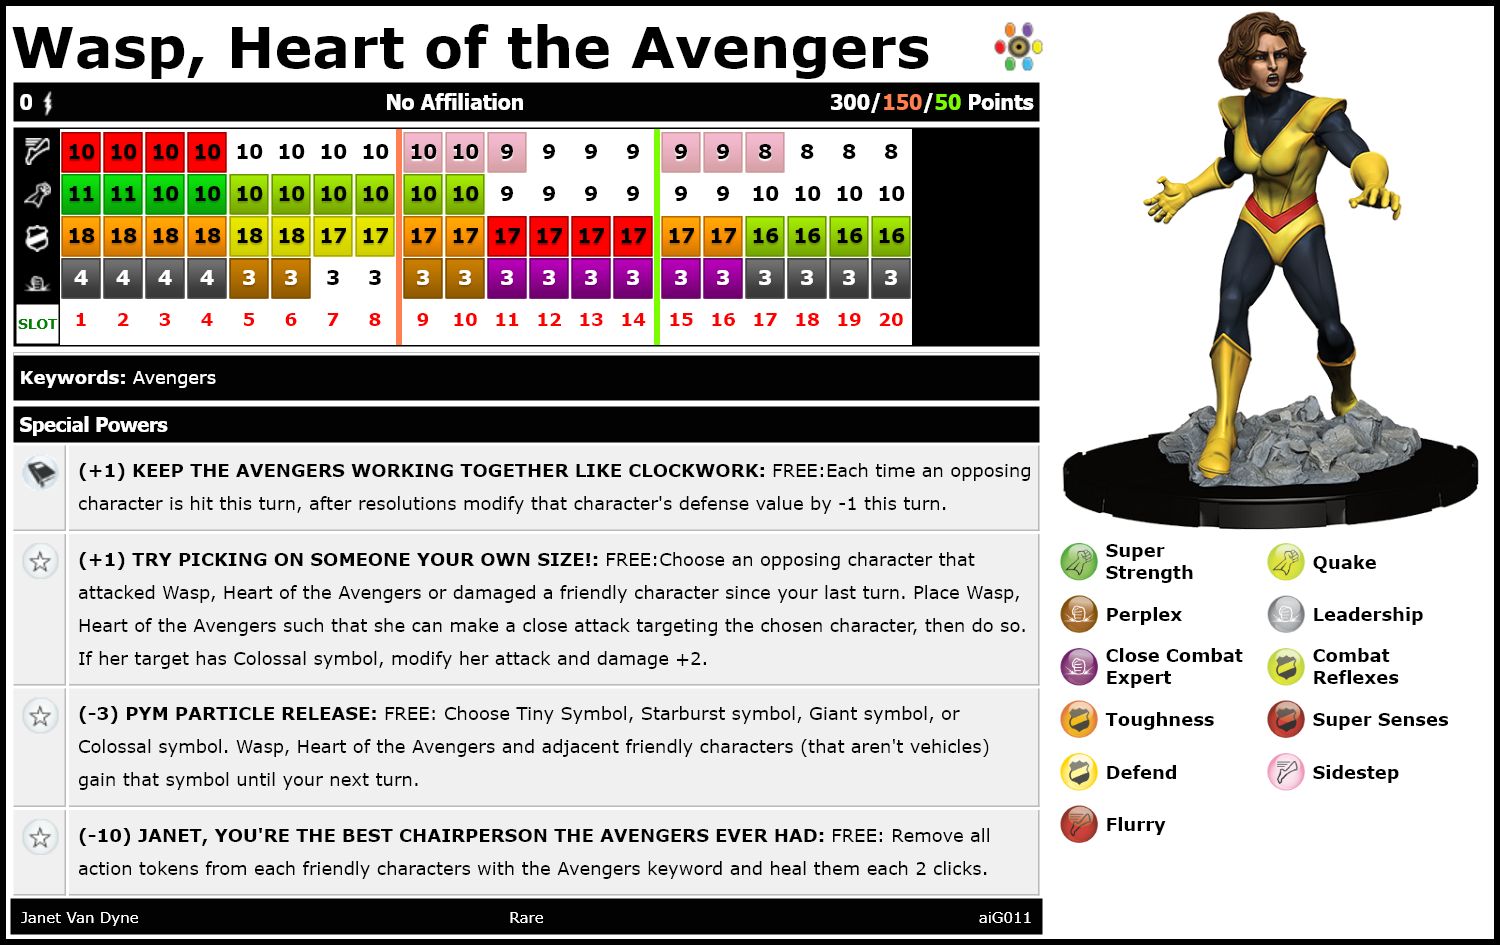 Wasp, Heart of the Avengers
0 No Affiliation 300/150/50 Points
10 10 10 10 10 10 10 10 10 10 9 9 9 9 9 9 8 8 8 8
11 11 10 10 10 10 10 10 10 10 9 9 9 9 9 9 10 10 10 10
18 18 18 18 18 18 17 17 17 17 17 17 17 17 17 17 16 16 16 16
4 4 4 4 3 3 3 3 3 3 3 3 3 3 3 3 3 3 3 3
SLOT 1 2 3 4 5 6 7 8 9 10 11 12 13 14 15 16 17 18 19 20
Keywords: Avengers
Special Powers
(+1) KEEP THE AVENGERS WORKING TOGETHER LIKE CLOCKWORK: FREE:Each time an opposing
character is hit this turn, after resolutions modify that character's defense value by -1 this turn.
(+1) TRY PICKING ON SOMEONE YOUR OWN SIZE!: FREE:Choose an opposing character that
attacked Wasp, Heart of the Avengers or damaged a friendly character since your last turn. Place Wasp,
Heart of the Avengers such that she can make a close attack targeting the chosen character, then do so.
If her target has Colossal symbol, modify her attack and damage +2.
(-3) PYM PARTICLE RELEASE: FREE: Choose Tiny Symbol, Starburst symbol, Giant symbol, or
Colossal symbol. Wasp, Heart of the Avengers and adjacent friendly characters (that aren't vehicles)
gain that symbol until your next turn.
(-10) JANET, YOU'RE THE BEST CHAIRPERSON THE AVENGERS EVER HAD: FREE: Remove all
action tokens from each friendly characters with the Avengers keyword and heal them each 2 clicks.
Janet Van Dyne Rare aiG011
Super
Strength
Quake
Perplex
Leadership
Close Combat
Expert
Combat
Reflexes
Toughness
Super Senses
Defend
Sidestep
Flurry